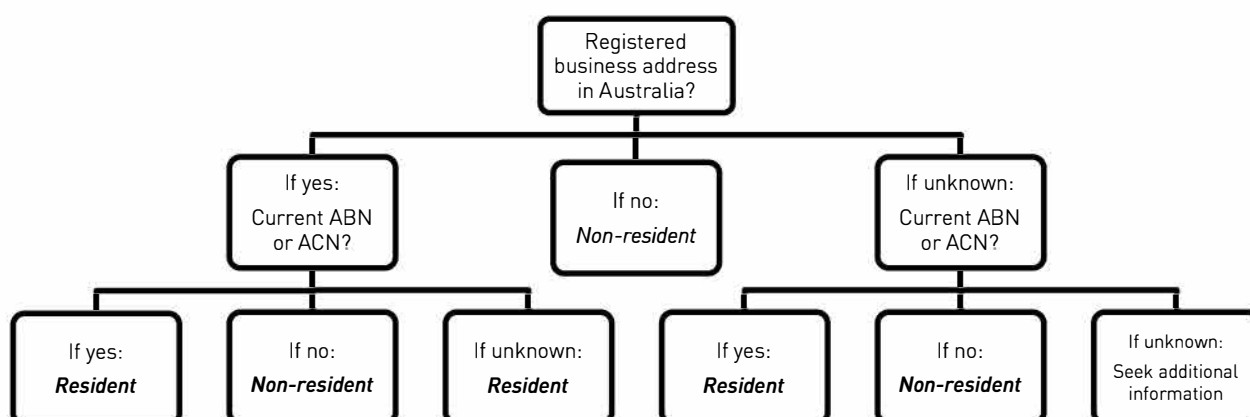 Registered
business address
in Australia?
If yes:
Current ABN
or ACN?
If no:
Non-resident
If unknown:
Current ABN
or ACN?
If yes:
Resident
If no:
Non-resident
If unknown:
Resident
If yes:
Resident
If no:
Non-resident
If unknown:
Seek additional
information